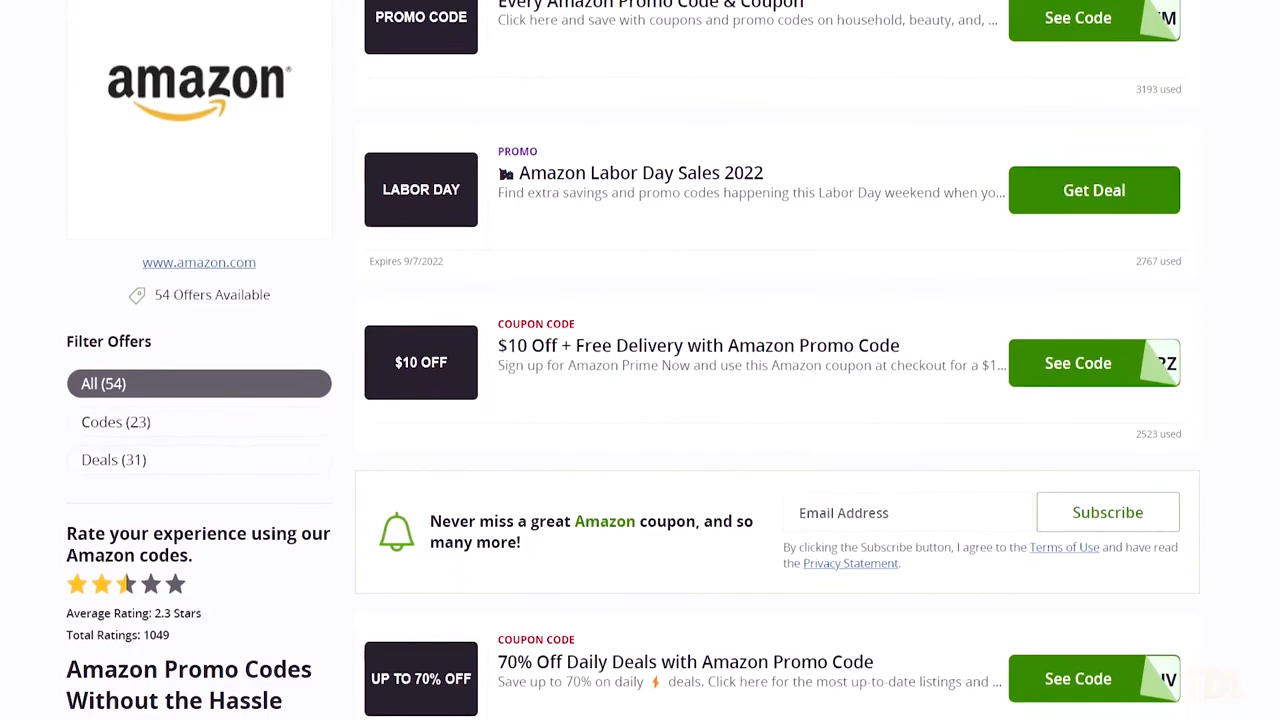 PROMO CODE
Every Amazon Promo Code & Coupon
Click here and save with coupons and promo codes on household, beauty, and, ...
See Code
M
3193 used
amazon
LABOR DAY
PROMO
Amazon Labor Day Sales 2022
Find extra savings and promo codes happening this Labor Day weekend when yo...
Get Deal
Expires 9/7/2022
2767 used
www.amazon.com
54 Offers Available
Filter Offers
All (54)
Codes (23)
Deals (31)
$10 OFF
COUPON CODE
$10 Off + Free Delivery with Amazon Promo Code
Sign up for Amazon Prime Now and use this Amazon coupon at checkout for a $1...
See Code
PZ
2523 used
Never miss a great Amazon coupon, and so
many more!
Email Address
Subscribe
By clicking the Subscribe button, I agree to the Terms of Use and have read
the Privacy Statement.
Rate your experience using our
Amazon codes.
Average Rating: 2.3 Stars
Total Ratings: 1049
Amazon Promo Codes
Without the Hassle
UP TO 70% OFF
COUPON CODE
70% Off Daily Deals with Amazon Promo Code
Save up to 70% on daily deals. Click here for the most up-to-date listings and ...
See Code